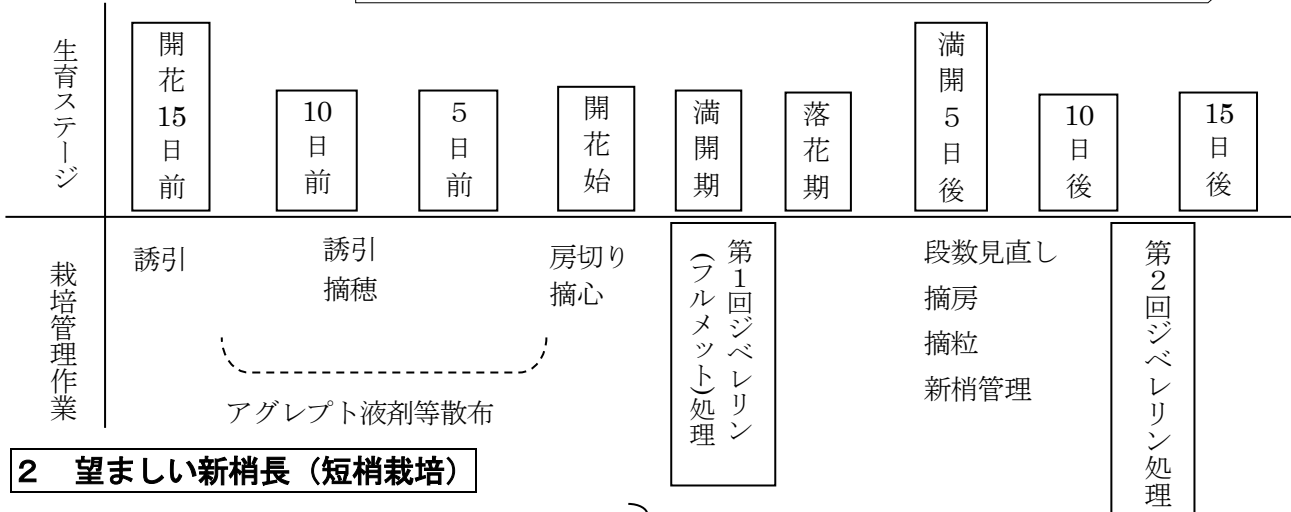 生育ステージ
開花15日前
10日前
5日前
開花始
満開期
落花期
満開5日後
10日後
15日後
栽培管理作業
誘引
誘引
摘穂
房切り
摘心
第1回ジベレリン
(フルメット)処理
段数見直し
摘房
摘粒
新梢管理
第2回ジベレリン処理
アグレプト液剤等散布
2 望ましい新梢長（短梢栽培）